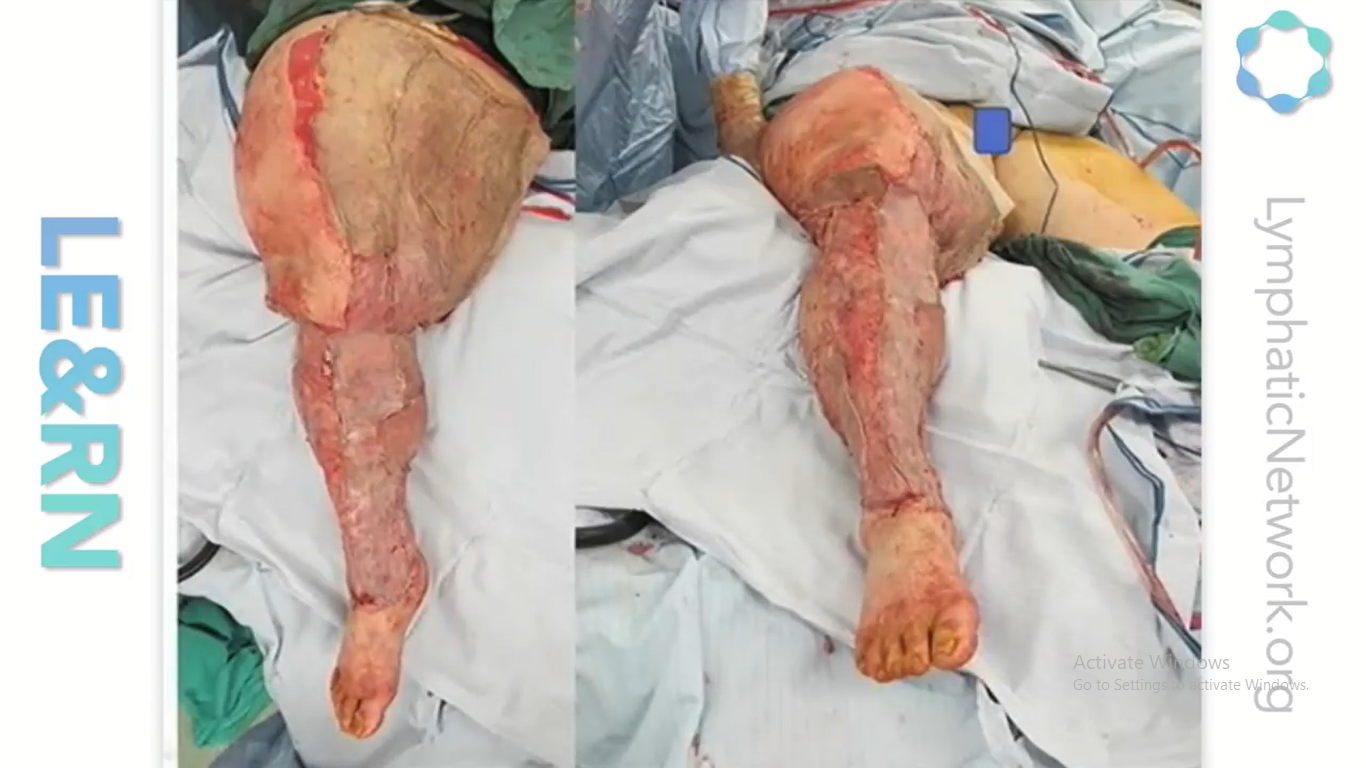 LE&RN
LymphaticNetwork.org
Activate Windows
Go to Settings to activate Windows.